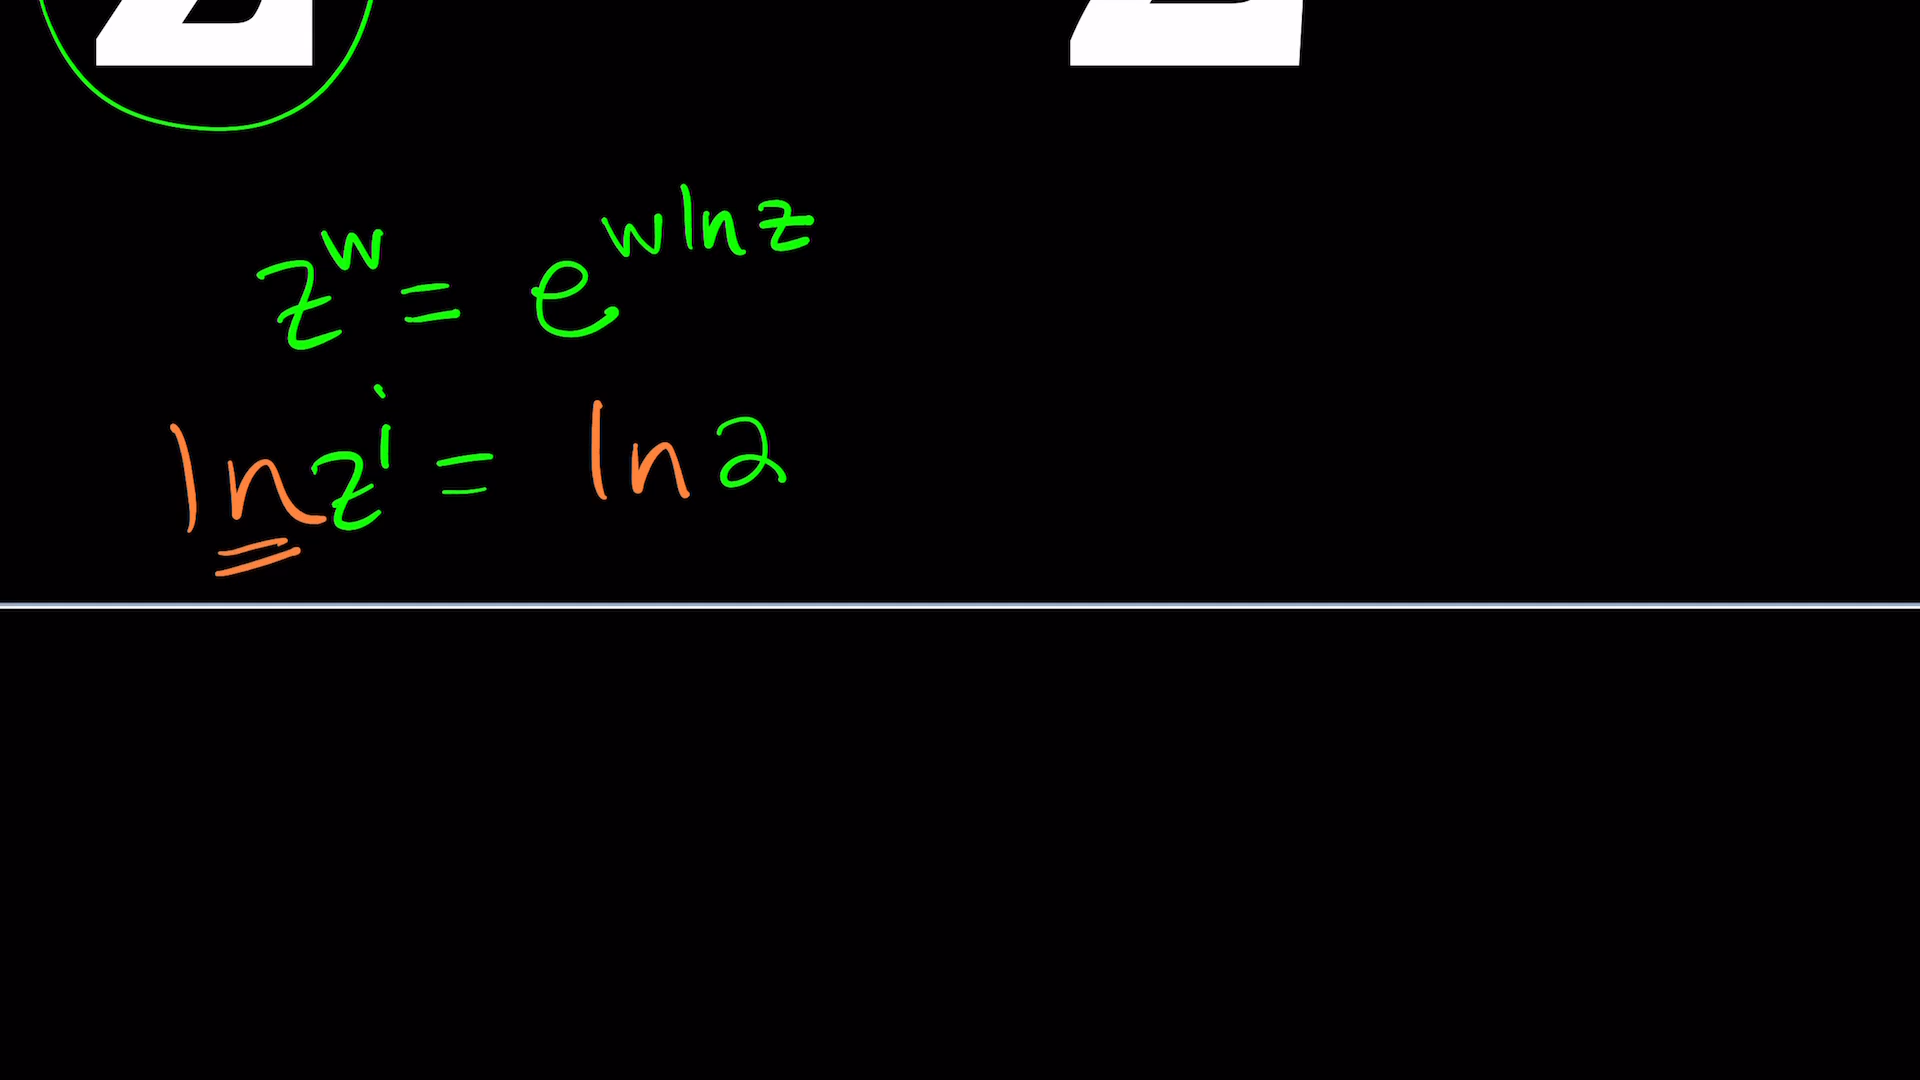 z^w = e^{w ln z}
ln z^i = ln 2